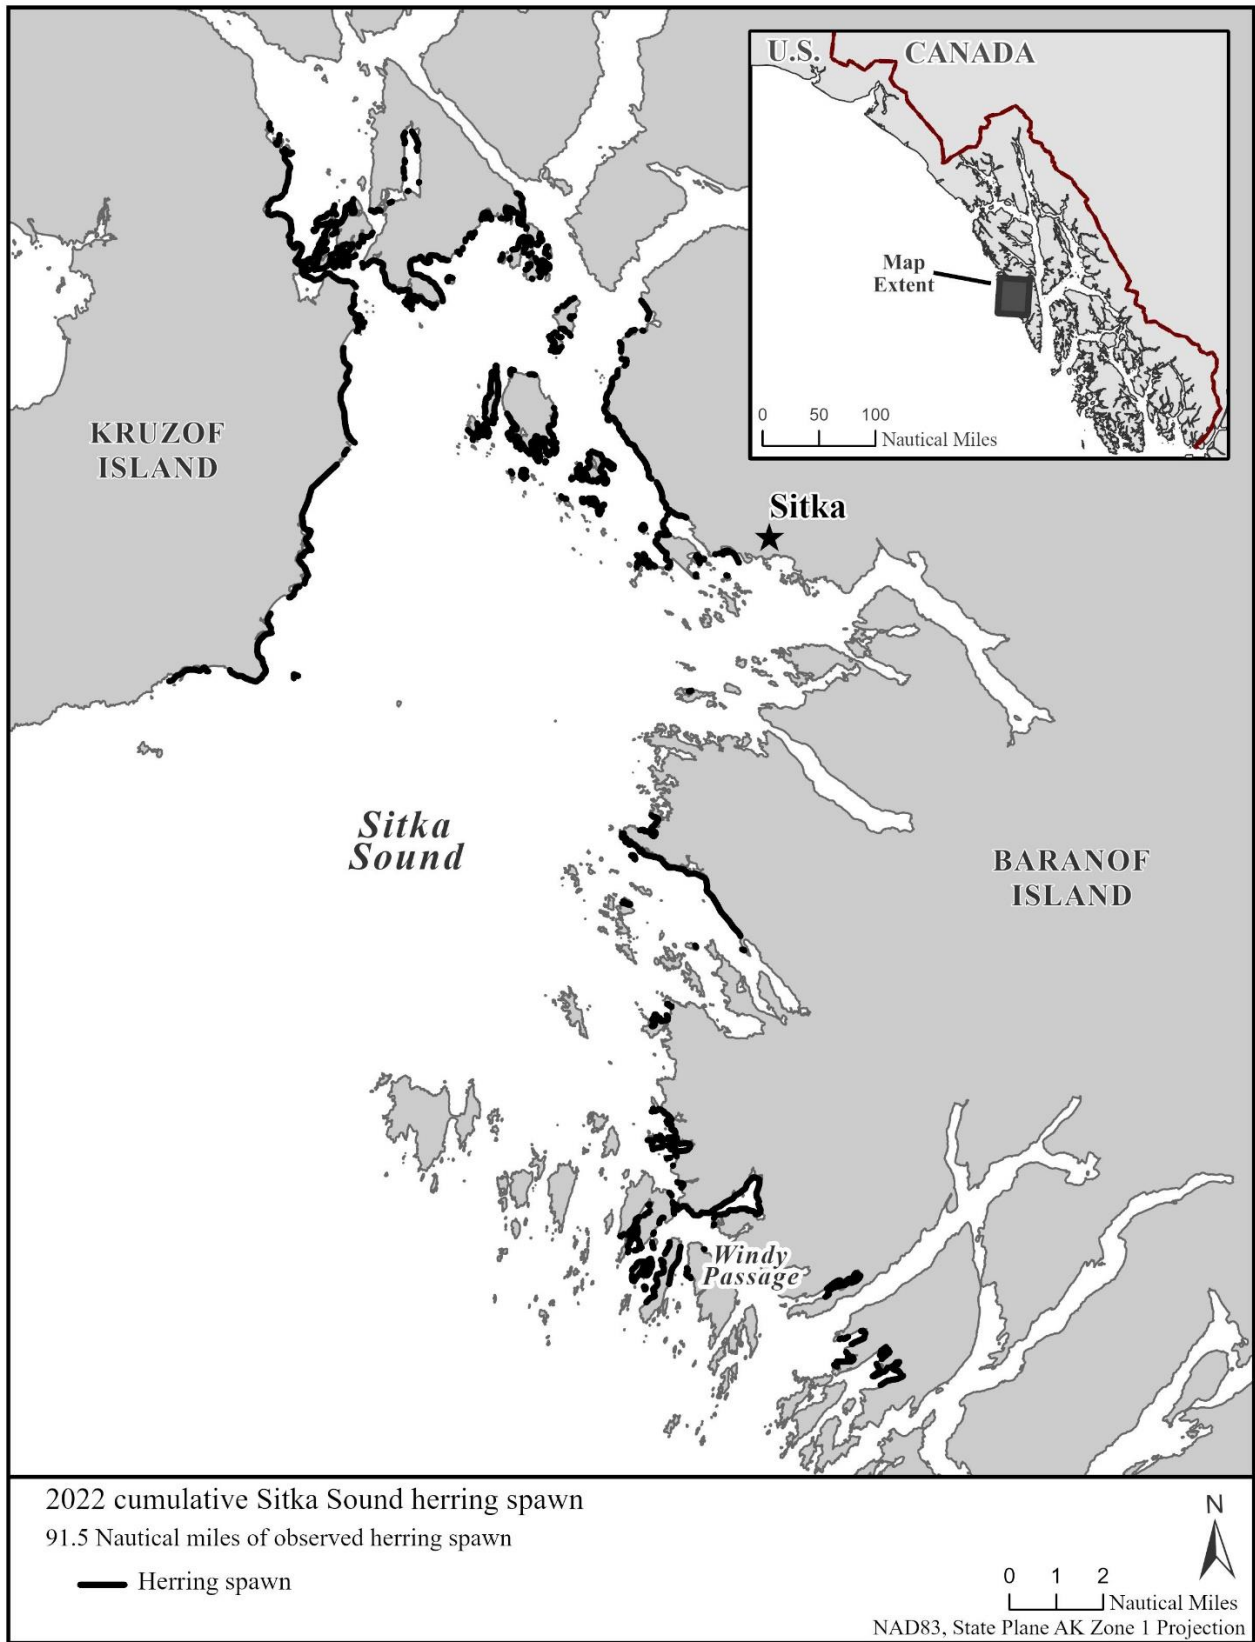 U.S.
CANADA
Map
Extent
0 50 100
Nautical Miles
KRUZOF
ISLAND
Sitka
Sitka
Sound
BARANOF
ISLAND
Windy
Passage
2022 cumulative Sitka Sound herring spawn
91.5 Nautical miles of observed herring spawn
Herring spawn
N
0 1 2
Nautical Miles
NAD83, State Plane AK Zone 1 Projection